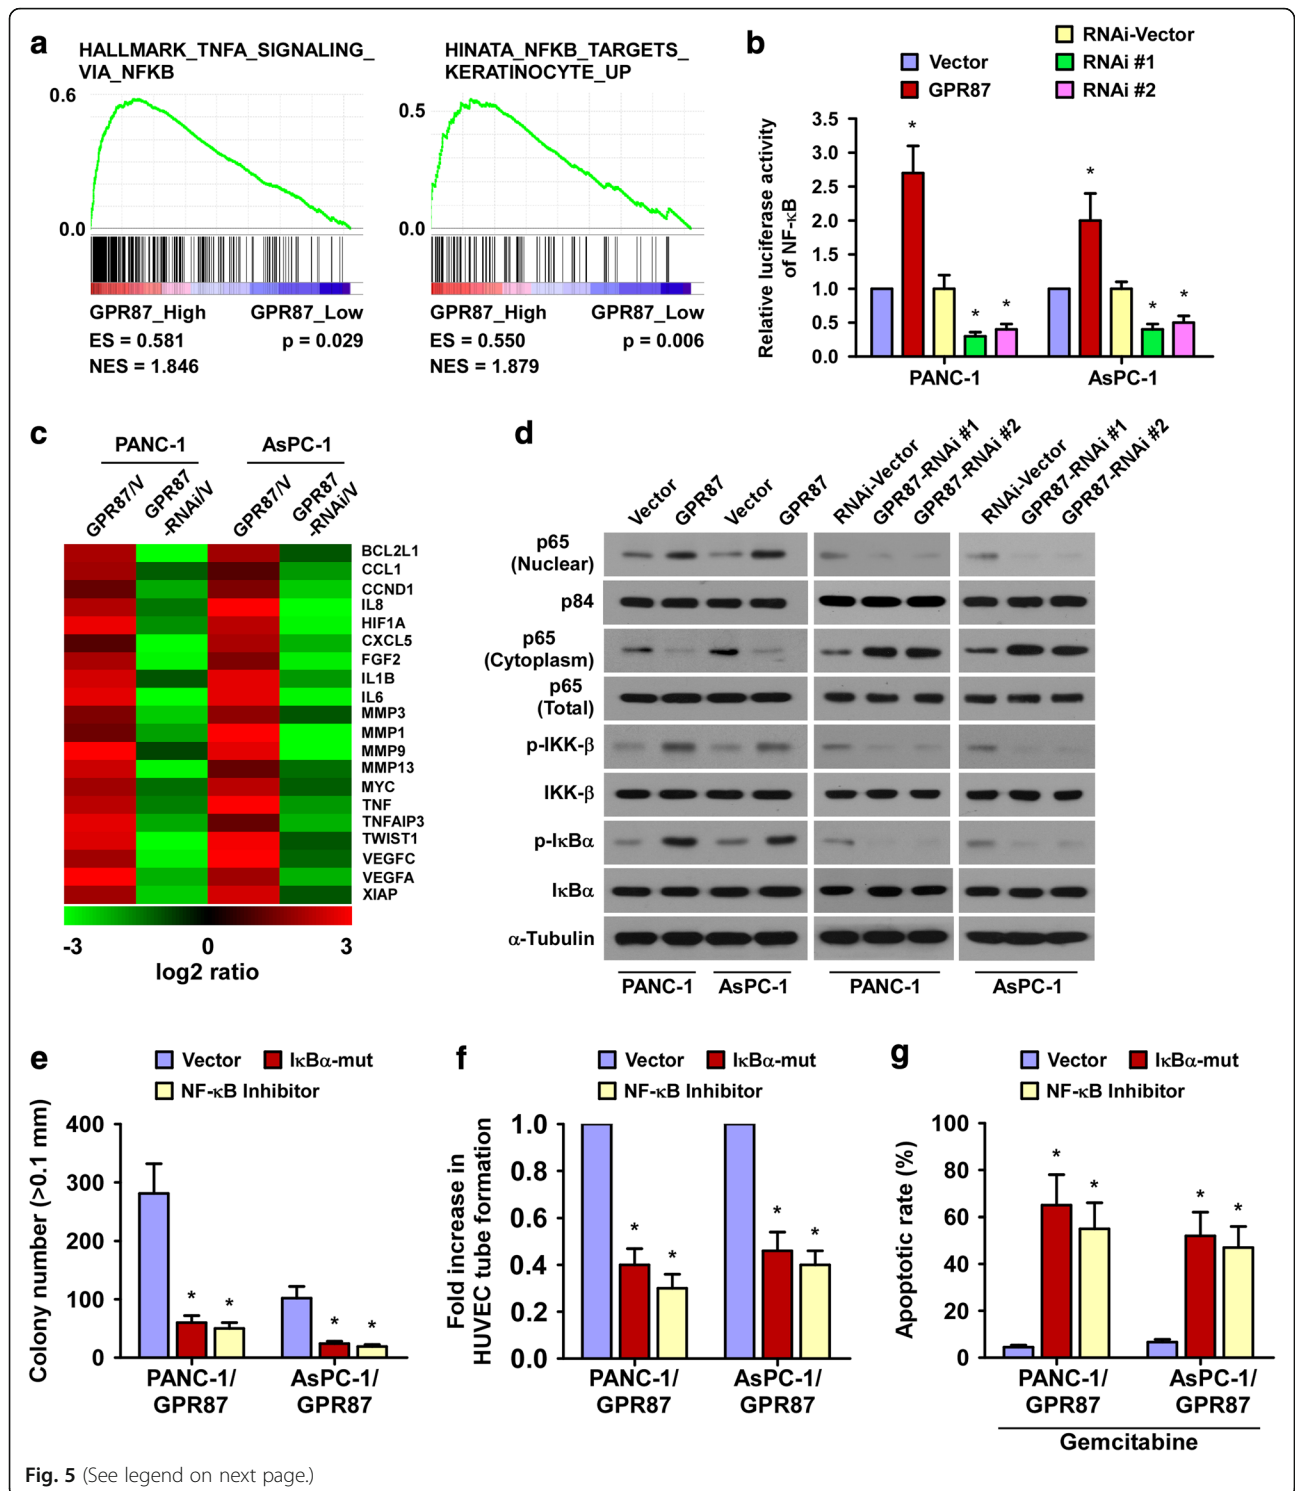 a
HALLMARK_TNFA_SIGNALING_
VIA_NFKB
0.6
0.0
GPR87_High GPR87_Low
ES = 0.581 p = 0.029
NES = 1.846
HINATA_NFKB_TARGETS_
KERATINOCYTE_UP
0.5
0.0
GPR87_High GPR87_Low
ES = 0.550 p = 0.006
NES = 1.879
b
Vector
GPR87
RNAi-Vector
RNAi #1
RNAi #2
Relative luciferase activity
of NF-κB
3.5
3.0
2.5
2.0
1.5
1.0
0.5
0.0
* * *
* * *
PANC-1 AsPC-1
c
PANC-1 AsPC-1
GPR87/V
GPR87
-RNAi/V
GPR87/V
GPR87
-RNAi/V
BCL2L1
CCL1
CCND1
IL8
HIF1A
CXCL5
FGF2
IL1B
IL6
MMP3
MMP1
MMP9
MMP13
MYC
TNF
TNFAIP3
TWIST1
VEGFC
VEGFA
XIAP
-3 0 3
log2 ratio
d
Vector
GPR87
Vector
GPR87
RNAi-Vector
GPR87-RNAi #1
GPR87-RNAi #2
RNAi-Vector
GPR87-RNAi #1
GPR87-RNAi #2
p65
(Nuclear)
p84
p65
(Cytoplasm)
p65
(Total)
p-IKK-β
IKK-β
p-IκBα
IκBα
α-Tubulin
PANC-1 AsPC-1 PANC-1 AsPC-1
e
Vector IκBα-mut
NF-κB Inhibitor
Colony number (>0.1 mm)
400
300
200
100
0
* * * *
PANC-1/
GPR87
AsPC-1/
GPR87
f
Vector IκBα-mut
NF-κB Inhibitor
Fold increase in
HUVEC tube formation
1.0
0.8
0.6
0.4
0.2
0.0
* * * *
PANC-1/
GPR87
AsPC-1/
GPR87
g
Vector IκBα-mut
NF-κB Inhibitor
Apoptotic rate (%)
100
80
60
40
20
0
* * * *
PANC-1/
GPR87
AsPC-1/
GPR87
Gemcitabine
Fig. 5 (See legend on next page.)